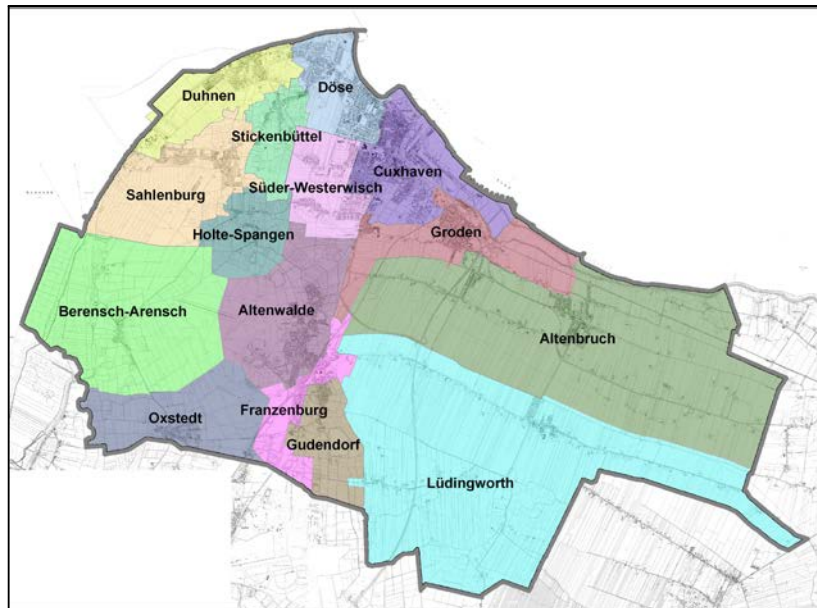 Duhnen
Döse
Stickenbüttel
Cuxhaven
Sahlenburg
Süder-Westerwisch
Holte-Spangen
Groden
Berensch-Arensch
Altenwalde
Altenbruch
Oxstedt
Franzenburg
Gudendorf
Lüdingworth